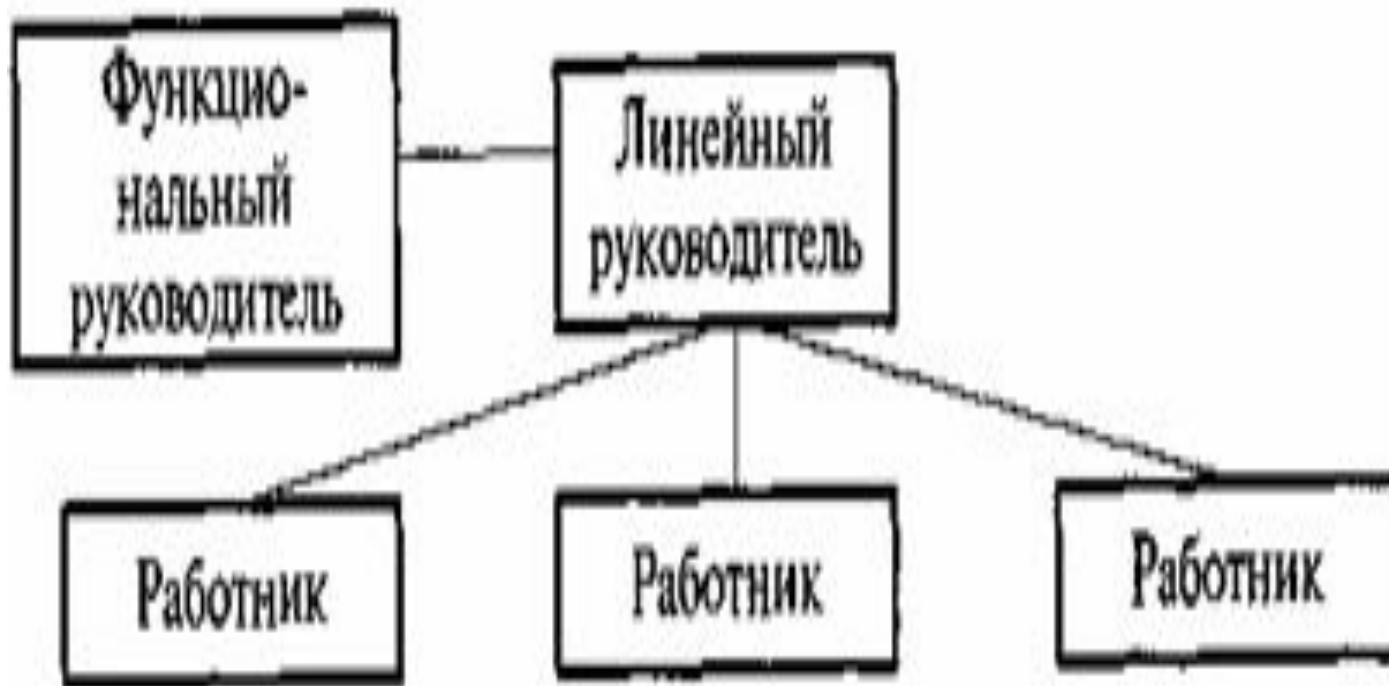 Функцио-
нальный
руководитель
Линейный
руководитель
Работник
Работник
Работник